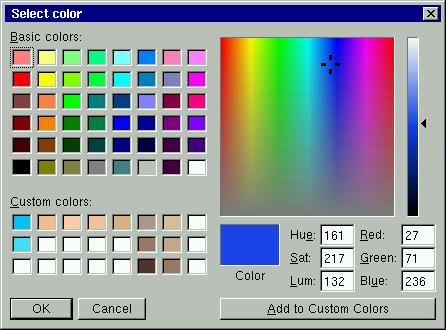 Select color
Basic colors:
Custom colors:
Hue: 161 Red: 27
Sat: 217 Green: 71
Lum: 132 Blue: 236
Color
OK Cancel Add to Custom Colors